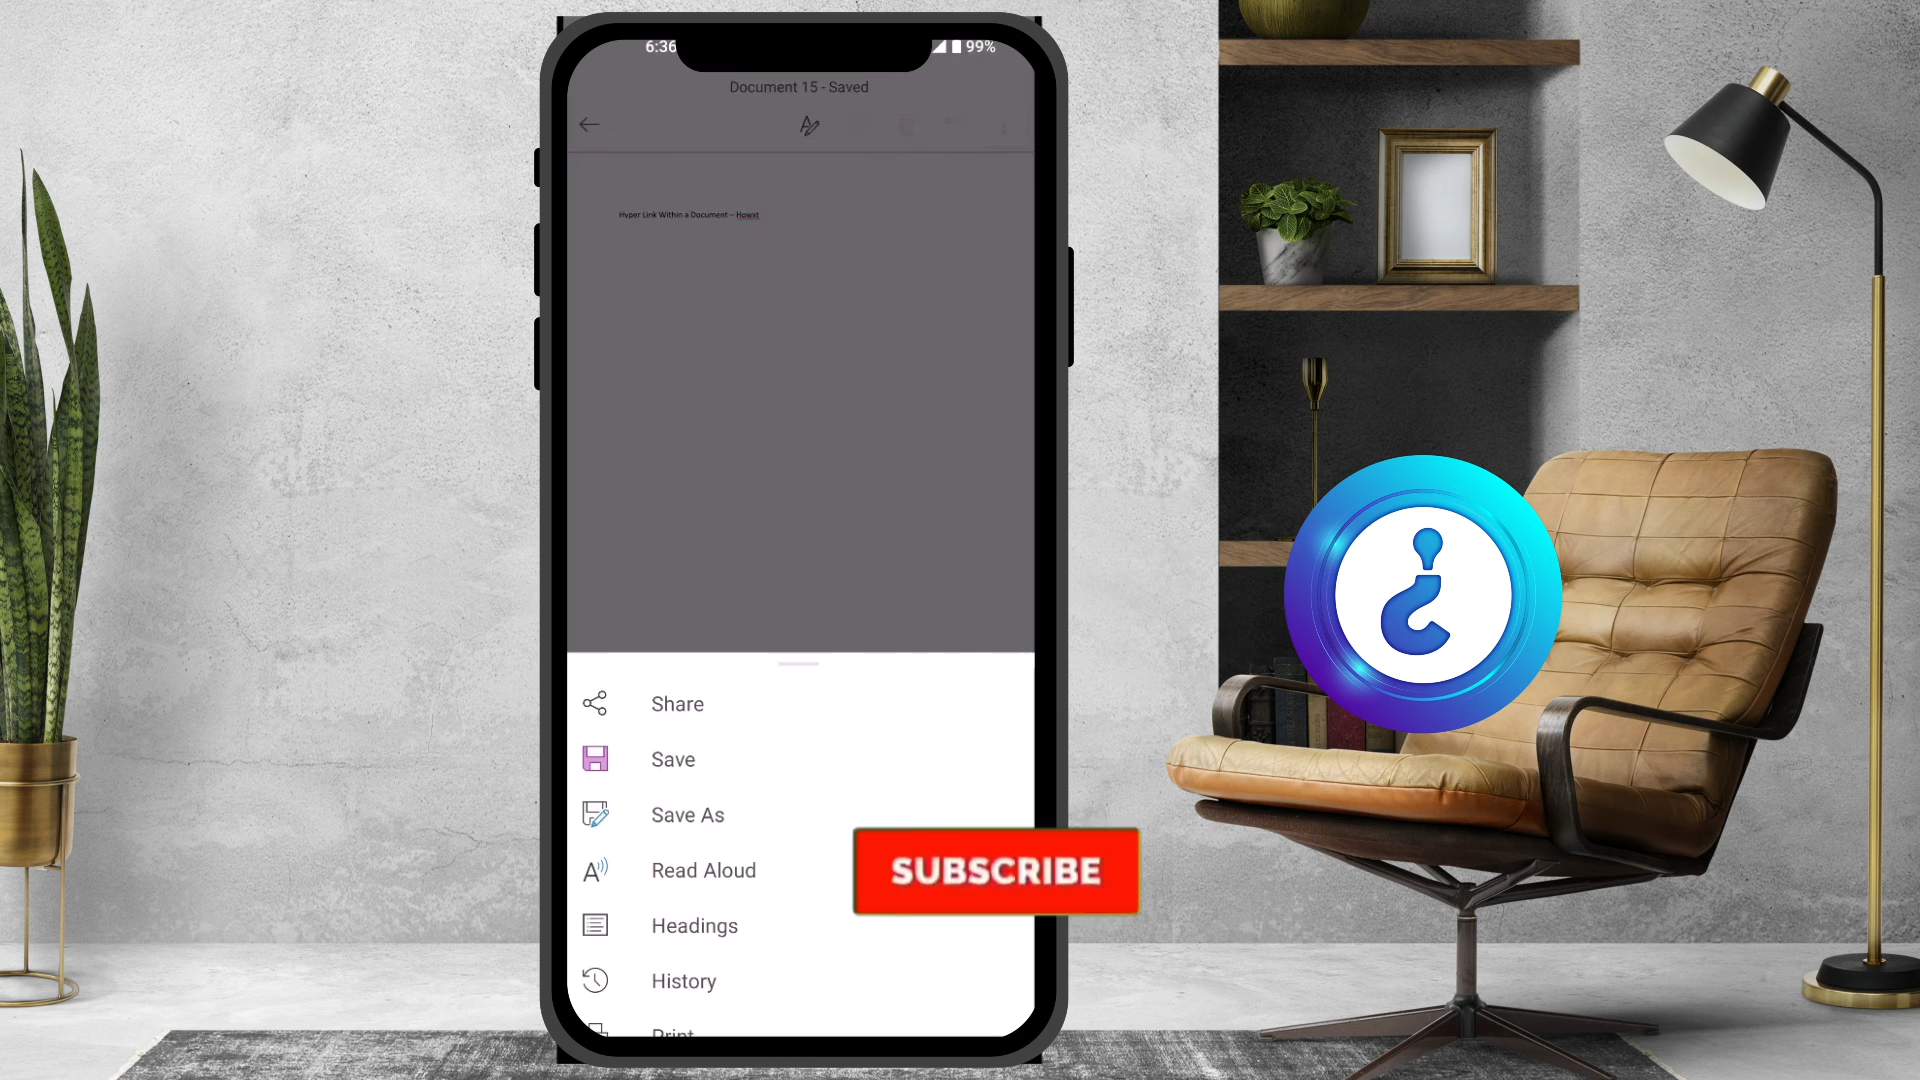 6:36
99%
Document 15 - Saved
Hyper Link Within a Document – Howxt
Share
Save
Save As
Read Aloud
Headings
History
Print
SUBSCRIBE